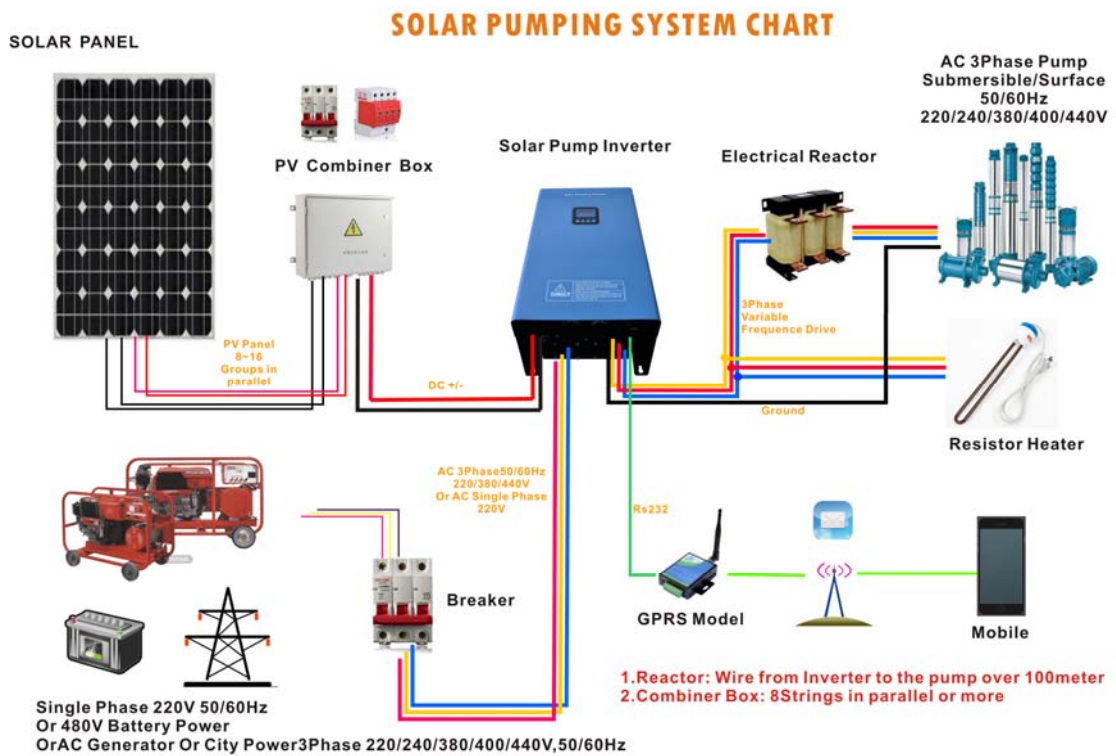 SOLAR PUMPING SYSTEM CHART
SOLAR PANEL
PV Combiner Box
Solar Pump Inverter
Electrical Reactor
AC 3Phase Pump
Submersible/Surface
50/60Hz
220/240/380/400/440V
PV Panel
8~16
Groups in
parallel
DC +/-
3Phase
Variable
Frequence Drive
Ground
Resistor Heater
AC 3Phase50/60Hz
220/380/440V
Or AC Single Phase
220V
Rs232
Breaker
GPRS Model
Mobile
1.Reactor: Wire from Inverter to the pump over 100meter
2.Combiner Box: 8Strings in parallel or more
Single Phase 220V 50/60Hz
Or 480V Battery Power
OrAC Generator Or City Power3Phase 220/240/380/400/440V,50/60Hz